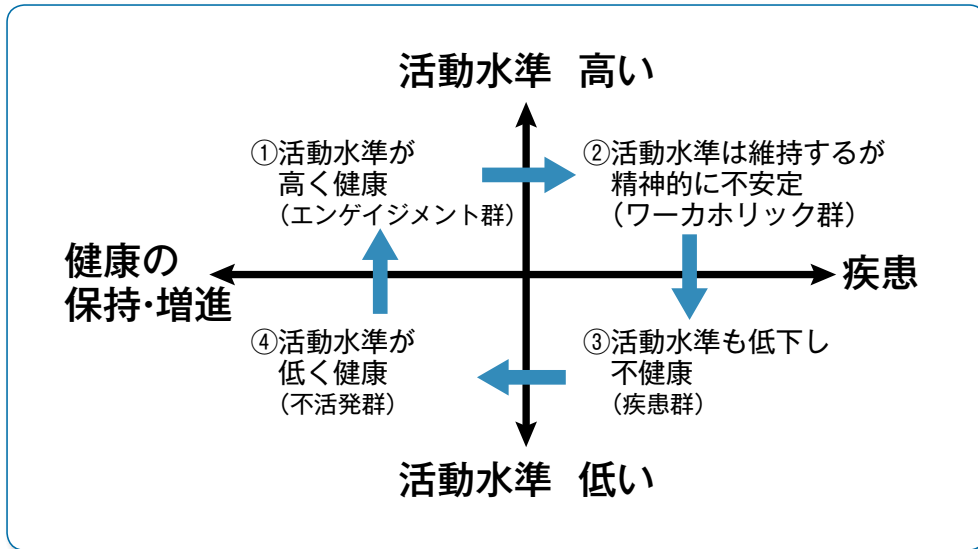 活動水準 高い
①活動水準が
高く健康
（エンゲイジメント群）
②活動水準は維持するが
精神的に不安定
（ワーカホリック群）
健康の
保持・増進
疾患
④活動水準が
低く健康
（不活発群）
③活動水準も低下し
不健康
（疾患群）
活動水準 低い